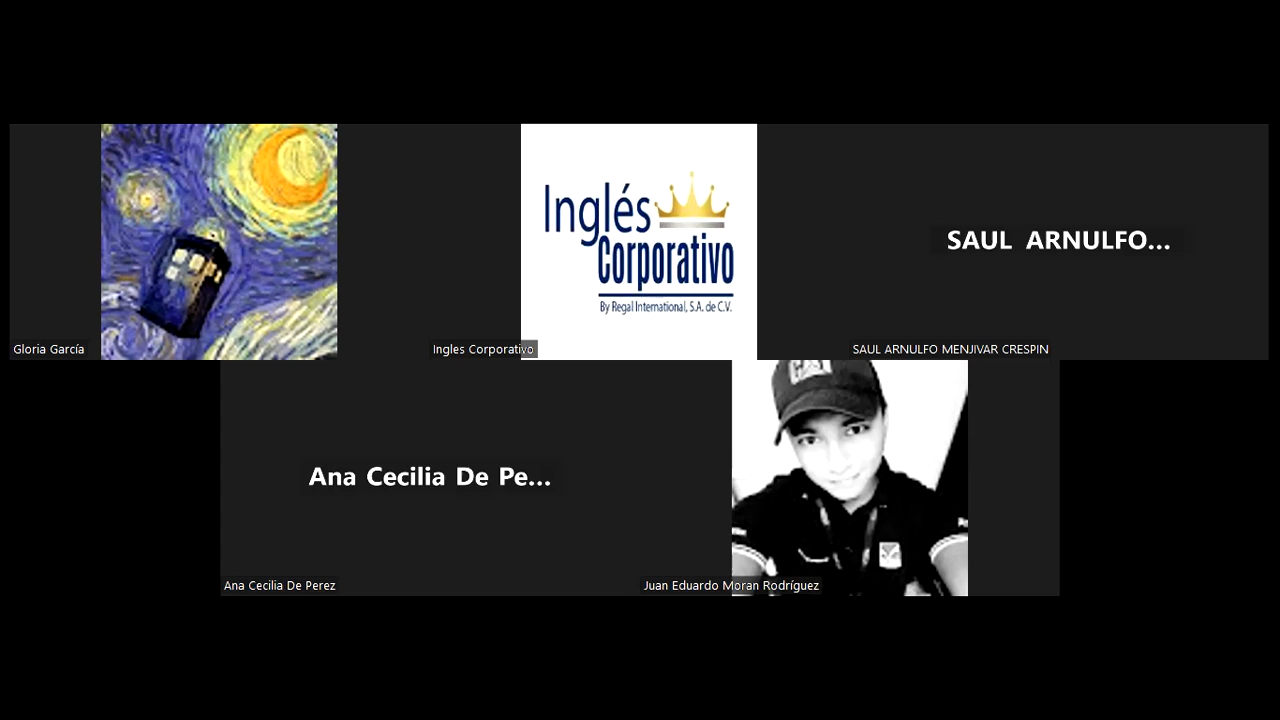 Inglés
Corporativo
By Regal International, S.A. de C.V.
SAUL ARNULFO...
Gloria García
Ingles Corporativo
SAUL ARNULFO MENJIVAR CRESPIN
Ana Cecilia De Pe...
Ana Cecilia De Perez
Juan Eduardo Moran Rodríguez